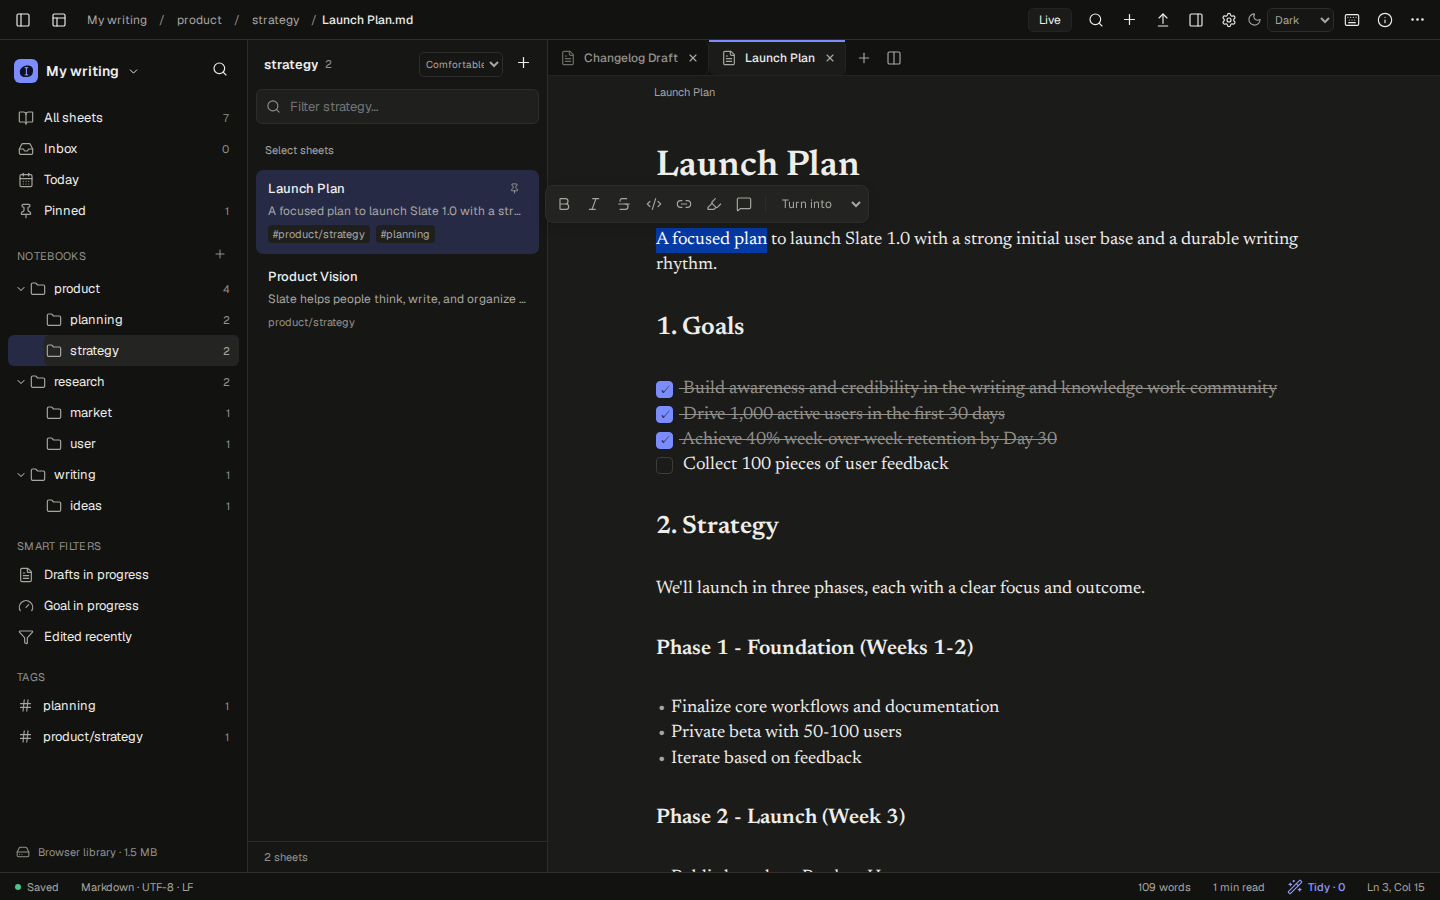 My writing / product / strategy / Launch Plan.md
Live
Dark
My writing
All sheets 7
Inbox 0
Today
Pinned 1
NOTEBOOKS
product 4
planning 2
strategy 2
research 2
market 1
user 1
writing 1
ideas 1
SMART FILTERS
Drafts in progress
Goal in progress
Edited recently
TAGS
# planning 1
# product/strategy 1
Browser library · 1.5 MB
strategy 2
Comfortable
Filter strategy...
Select sheets
Launch Plan
A focused plan to launch Slate 1.0 with a str...
#product/strategy #planning
Product Vision
Slate helps people think, write, and organize ...
product/strategy
2 sheets
Changelog Draft
Launch Plan
Launch Plan
Launch Plan
B I S </> Turn into
A focused plan to launch Slate 1.0 with a strong initial user base and a durable writing
rhythm.
1. Goals
Build awareness and credibility in the writing and knowledge work community
Drive 1,000 active users in the first 30 days
Achieve 40% week-over-week retention by Day 30
Collect 100 pieces of user feedback
2. Strategy
We'll launch in three phases, each with a clear focus and outcome.
Phase 1 - Foundation (Weeks 1-2)
• Finalize core workflows and documentation
• Private beta with 50-100 users
• Iterate based on feedback
Phase 2 - Launch (Week 3)
Saved
Markdown · UTF-8 · LF
109 words
1 min read
Tidy · 0
Ln 3, Col 15